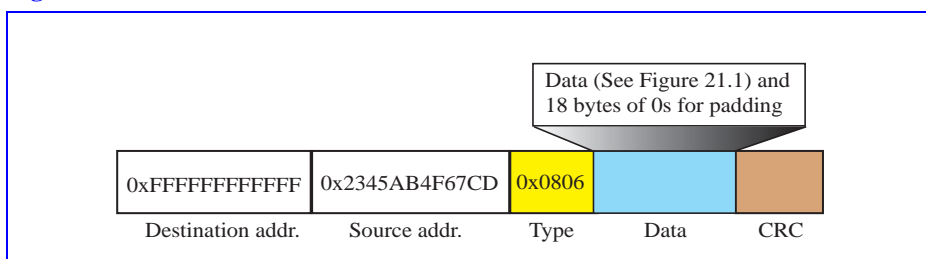 Data (See Figure 21.1) and
18 bytes of 0s for padding
0xFFFFFFFFFFFF 0x2345AB4F67CD 0x0806
Destination addr. Source addr. Type Data CRC